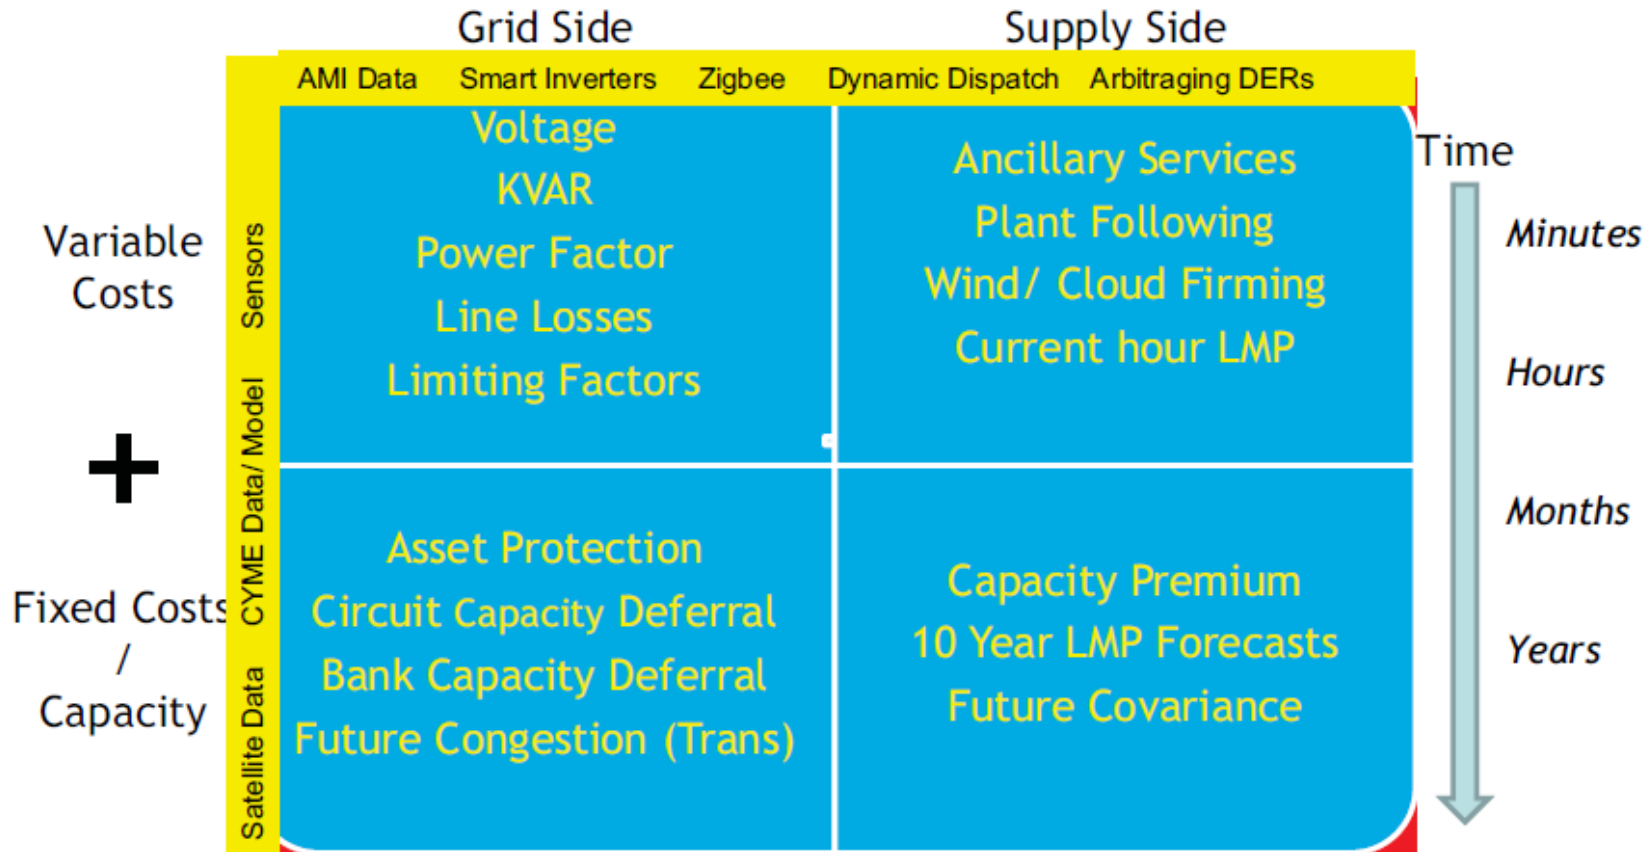 Grid Side
Supply Side
AMI Data
Smart Inverters
Zigbee
Dynamic Dispatch
Arbitraging DERs
Variable
Costs
+
Fixed Costs
/
Capacity
Sensors
CYME Data/ Model
Satellite Data
Voltage
KVAR
Power Factor
Line Losses
Limiting Factors
Ancillary Services
Plant Following
Wind/ Cloud Firming
Current hour LMP
Asset Protection
Circuit Capacity Deferral
Bank Capacity Deferral
Future Congestion (Trans)
Capacity Premium
10 Year LMP Forecasts
Future Covariance
Time
Minutes
Hours
Months
Years